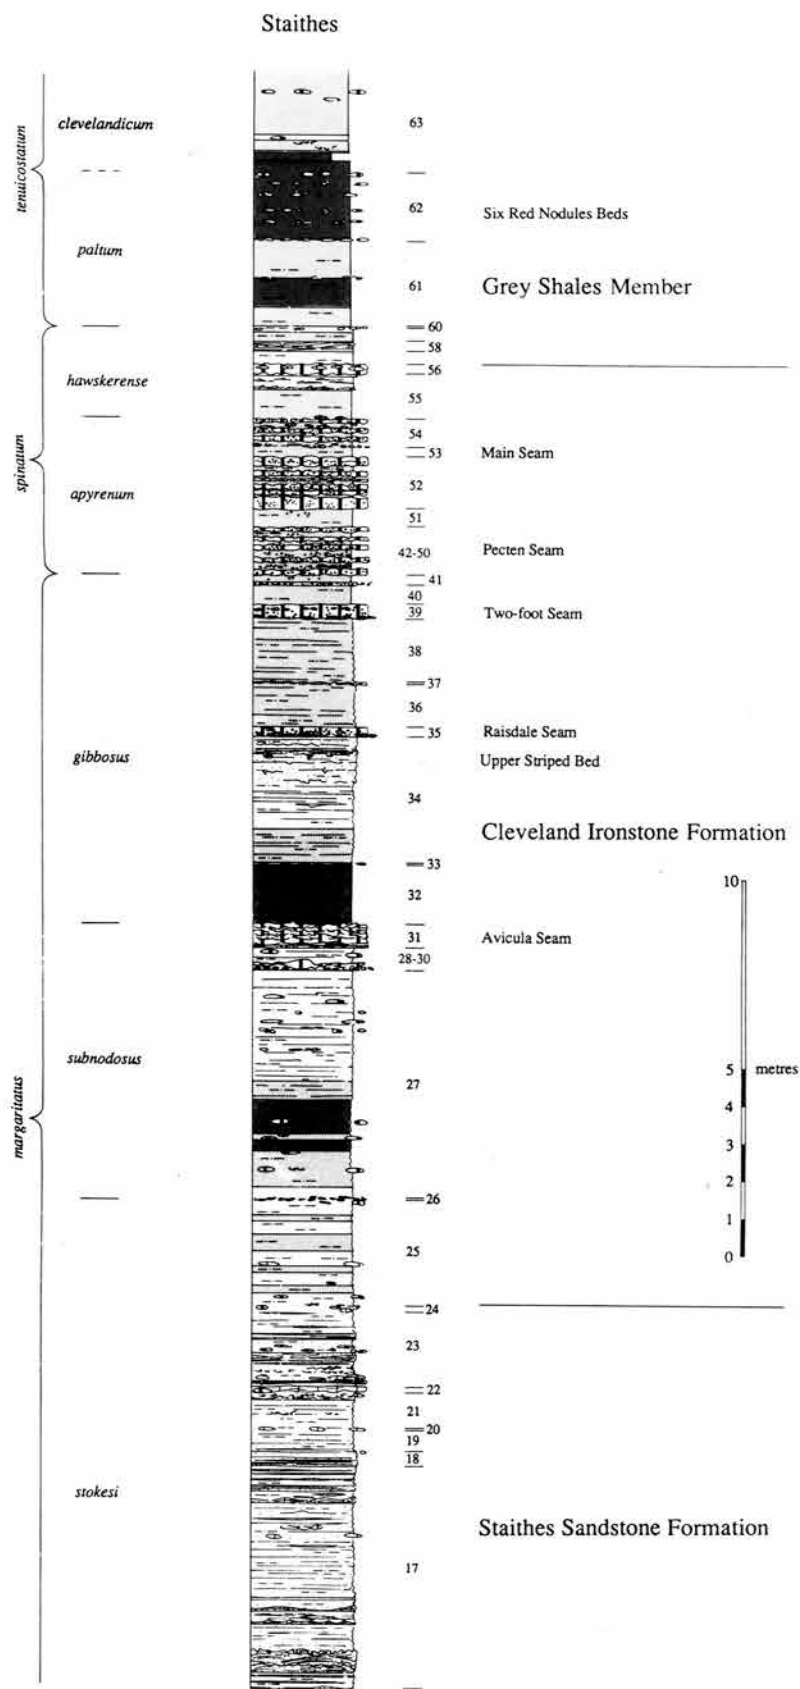 Staithes
tenuicostatum
clevelandicum
63
62
Six Red Nodules Beds
paltum
61
Grey Shales Member
60
58
56
hawskerense
55
54
spinatum
53
Main Seam
apyrenum
52
51
42-50
Pecten Seam
41
40
39
Two-foot Seam
38
37
36
35
Raisdale Seam
gibbosus
Upper Striped Bed
34
Cleveland Ironstone Formation
33
32
10
31
Avicula Seam
28-30
margaritatus
subnodosus
27
5 metres
4
3
2
1
0
26
25
24
23
22
21
20
19
18
stokesi
Staithes Sandstone Formation
17